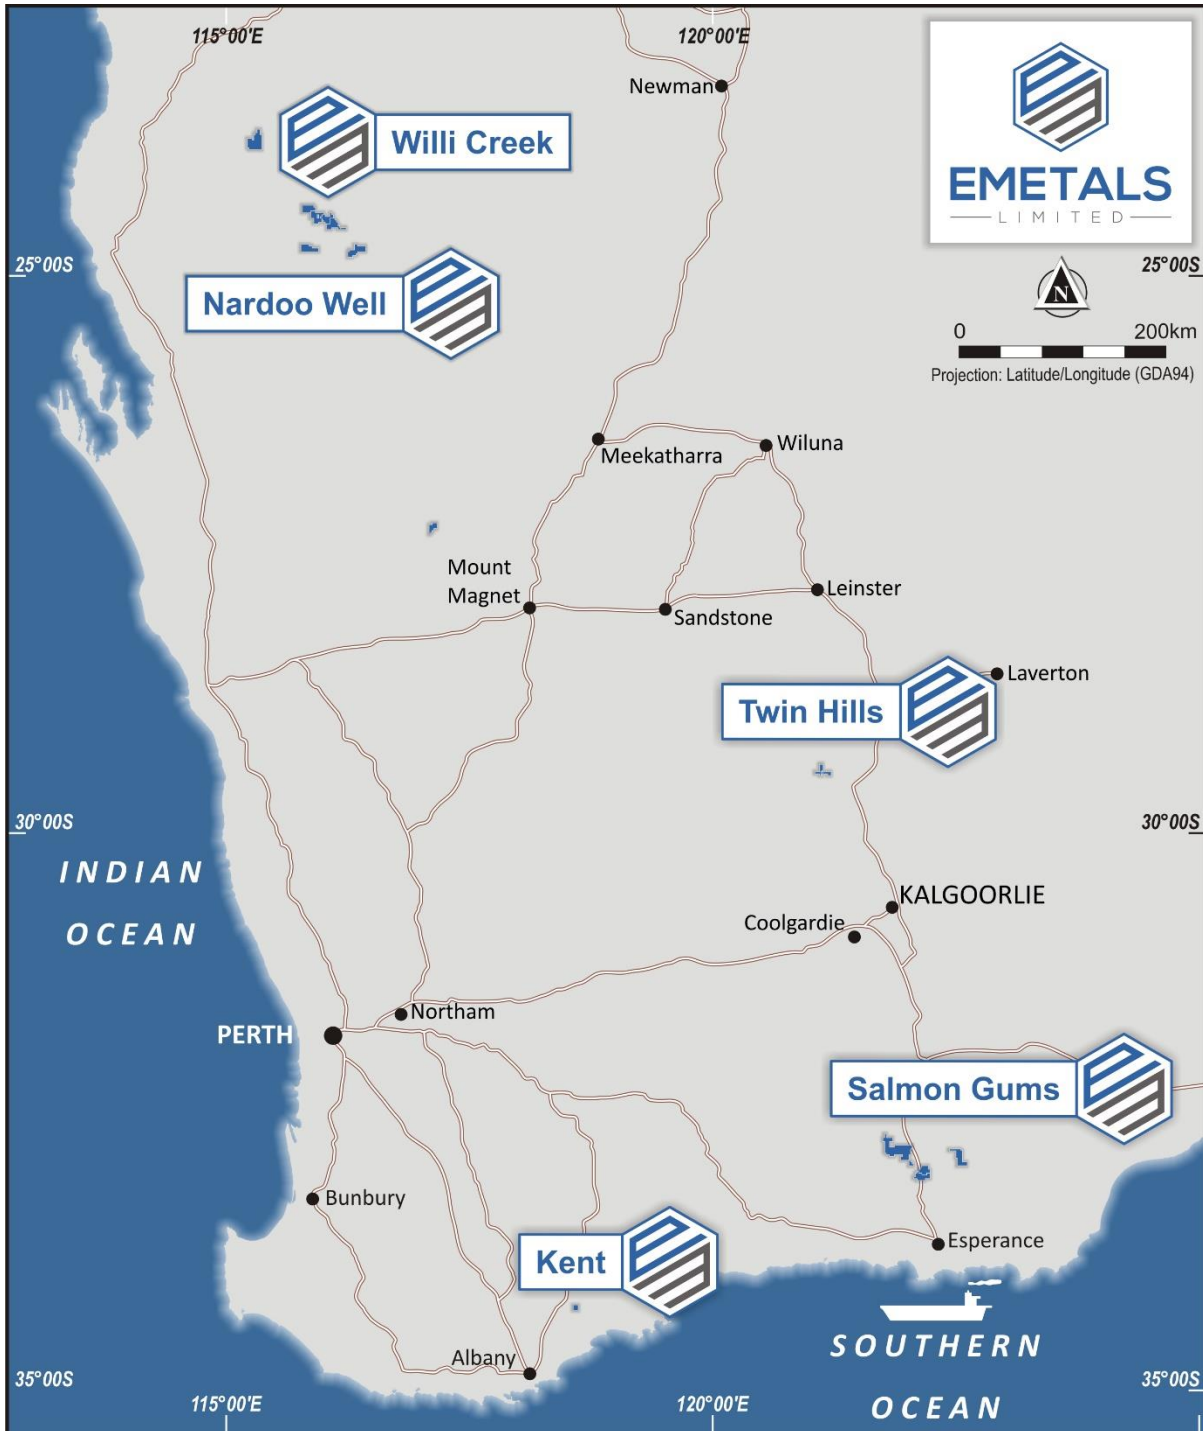 115°00'E
120°00'E
Newman
EMETALS
LIMITED
Willi Creek
25°00S
25°00S
Nardoo Well
N
0
200km
Projection: Latitude/Longitude (GDA94)
Meekatharra
Wiluna
Mount
Magnet
Sandstone
Leinster
Laverton
Twin Hills
30°00S
30°00S
INDIAN
OCEAN
KALGOORLIE
Coolgardie
Northam
PERTH
Salmon Gums
Bunbury
Esperance
Kent
SOUTHERN
OCEAN
Albany
35°00S
35°00S
115°00'E
120°00'E